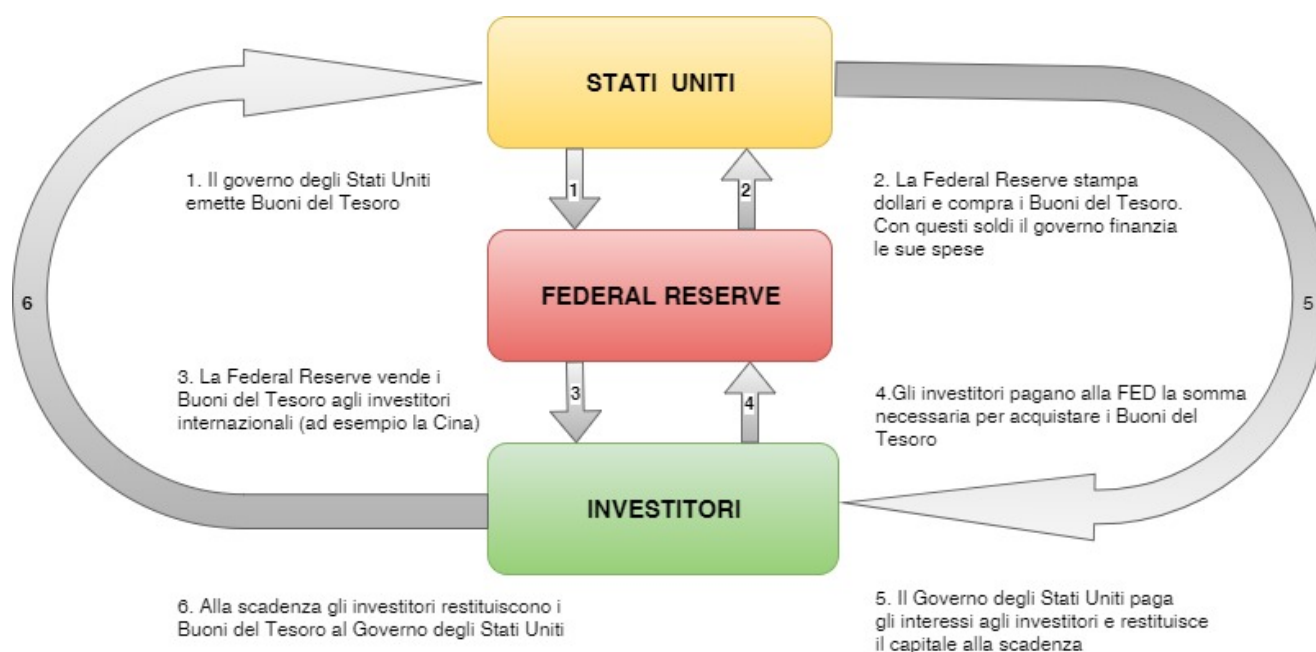 STATI UNITI
1. Il governo degli Stati Uniti
emette Buoni del Tesoro
1
2
2. La Federal Reserve stampa
dollari e compra i Buoni del Tesoro.
Con questi soldi il governo finanzia
le sue spese
6
FEDERAL RESERVE
5
3. La Federal Reserve vende i
Buoni del Tesoro agli investitori
internazionali (ad esempio la Cina)
3
4
4.Gli investitori pagano alla FED la somma
necessaria per acquistare i Buoni del
Tesoro
INVESTITORI
6. Alla scadenza gli investitori restituiscono i
Buoni del Tesoro al Governo degli Stati Uniti
5. Il Governo degli Stati Uniti paga
gli interessi agli investitori e restituisce
il capitale alla scadenza